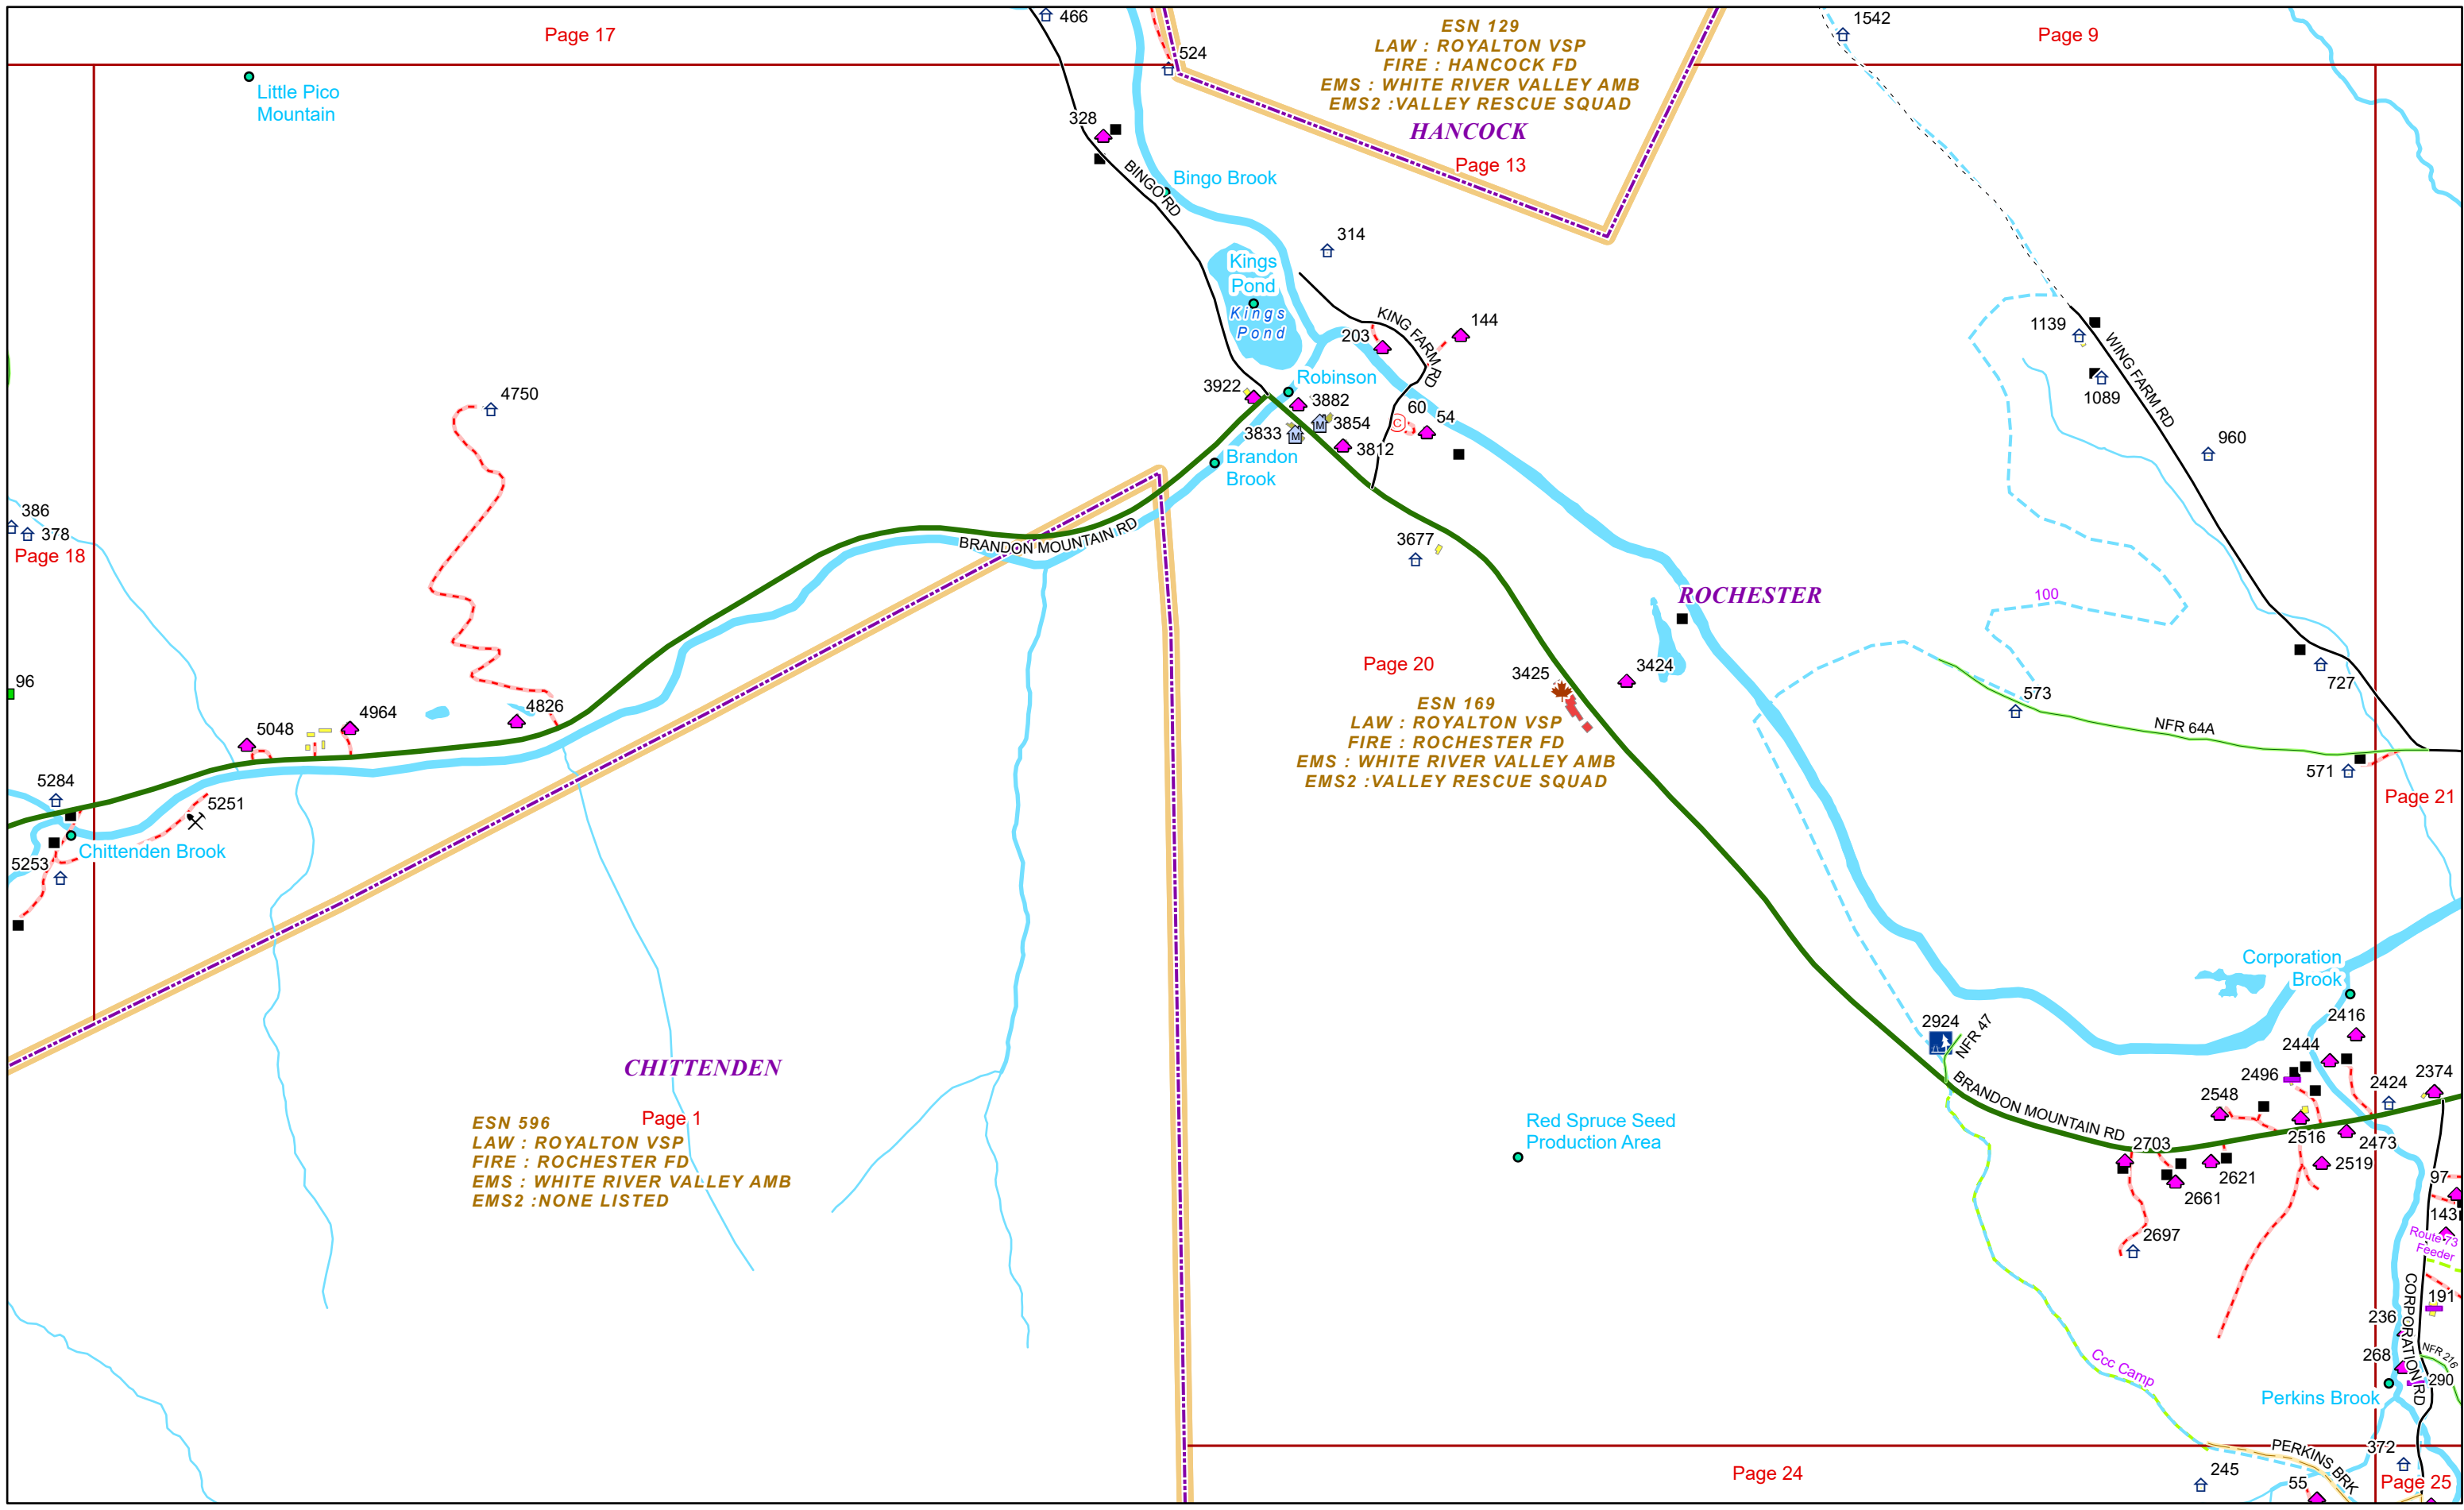 466
1542
Page 17
ESN 129
LAW : ROYALTON VSP
FIRE : HANCOCK FD
EMS : WHITE RIVER VALLEY AMB
EMS2 :VALLEY RESCUE SQUAD
HANCOCK
Page 13
Page 9
524
Little Pico
Mountain
328
BINGO RD
Bingo Brook
314
Kings
Pond
Kings
Pond
KING FARM RD
203
144
1139
WING FARM RD
1089
3922
Robinson
3882
3854
M
3833
M
3812
C
60
54
4750
960
Brandon
Brook
386
378
Page 18
BRANDON MOUNTAIN RD
3677
ROCHESTER
100
96
Page 20
3425
3424
573
727
NFR 64A
ESN 169
LAW : ROYALTON VSP
FIRE : ROCHESTER FD
EMS : WHITE RIVER VALLEY AMB
EMS2 :VALLEY RESCUE SQUAD
5048
4964
4826
571
5284
5251
Page 21
Chittenden Brook
5253
Corporation
Brook
2924
NFR 47
2416
2444
CHITTENDEN
2496
2424
2374
BRANDON MOUNTAIN RD
2548
Page 1
ESN 596
LAW : ROYALTON VSP
FIRE : ROCHESTER FD
EMS : WHITE RIVER VALLEY AMB
EMS2 :NONE LISTED
Red Spruce Seed
Production Area
2703
2516
2473
2519
2621
2661
97
143
2697
Route 73
Feeder
CORPORATION RD
191
236
268
NFR 216
290
Ccc Camp
Perkins Brook
PERKINS BRK
372
Page 24
245
55
Page 25